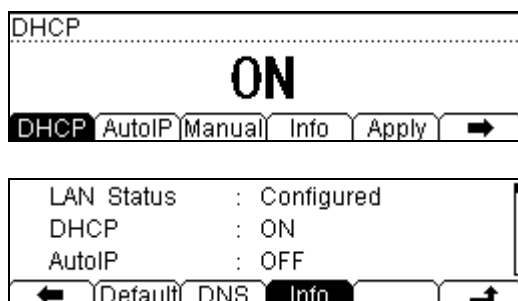 DHCP
ON
DHCP AutoIP Manual Info Apply
LAN Status : Configured
DHCP : ON
AutoIP : OFF
Default DNS Info